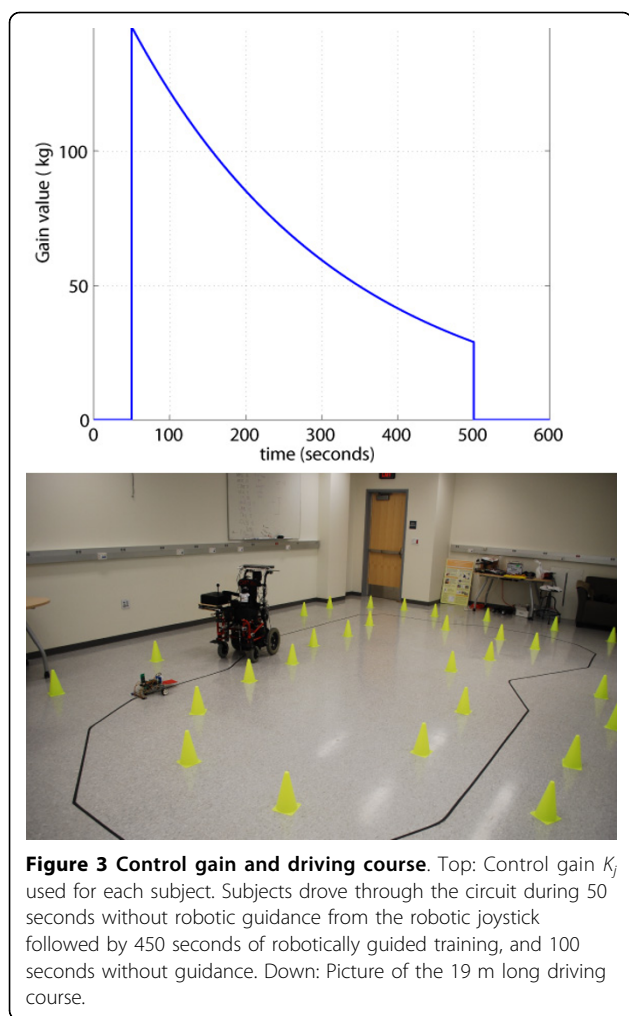 Gain value ( kg)
100
50
0
0 100 200 300 400 500 600
time (seconds)
Figure 3 Control gain and driving course. Top: Control gain Kj
used for each subject. Subjects drove through the circuit during 50
seconds without robotic guidance from the robotic joystick
followed by 450 seconds of robotically guided training, and 100
seconds without guidance. Down: Picture of the 19 m long driving
course.